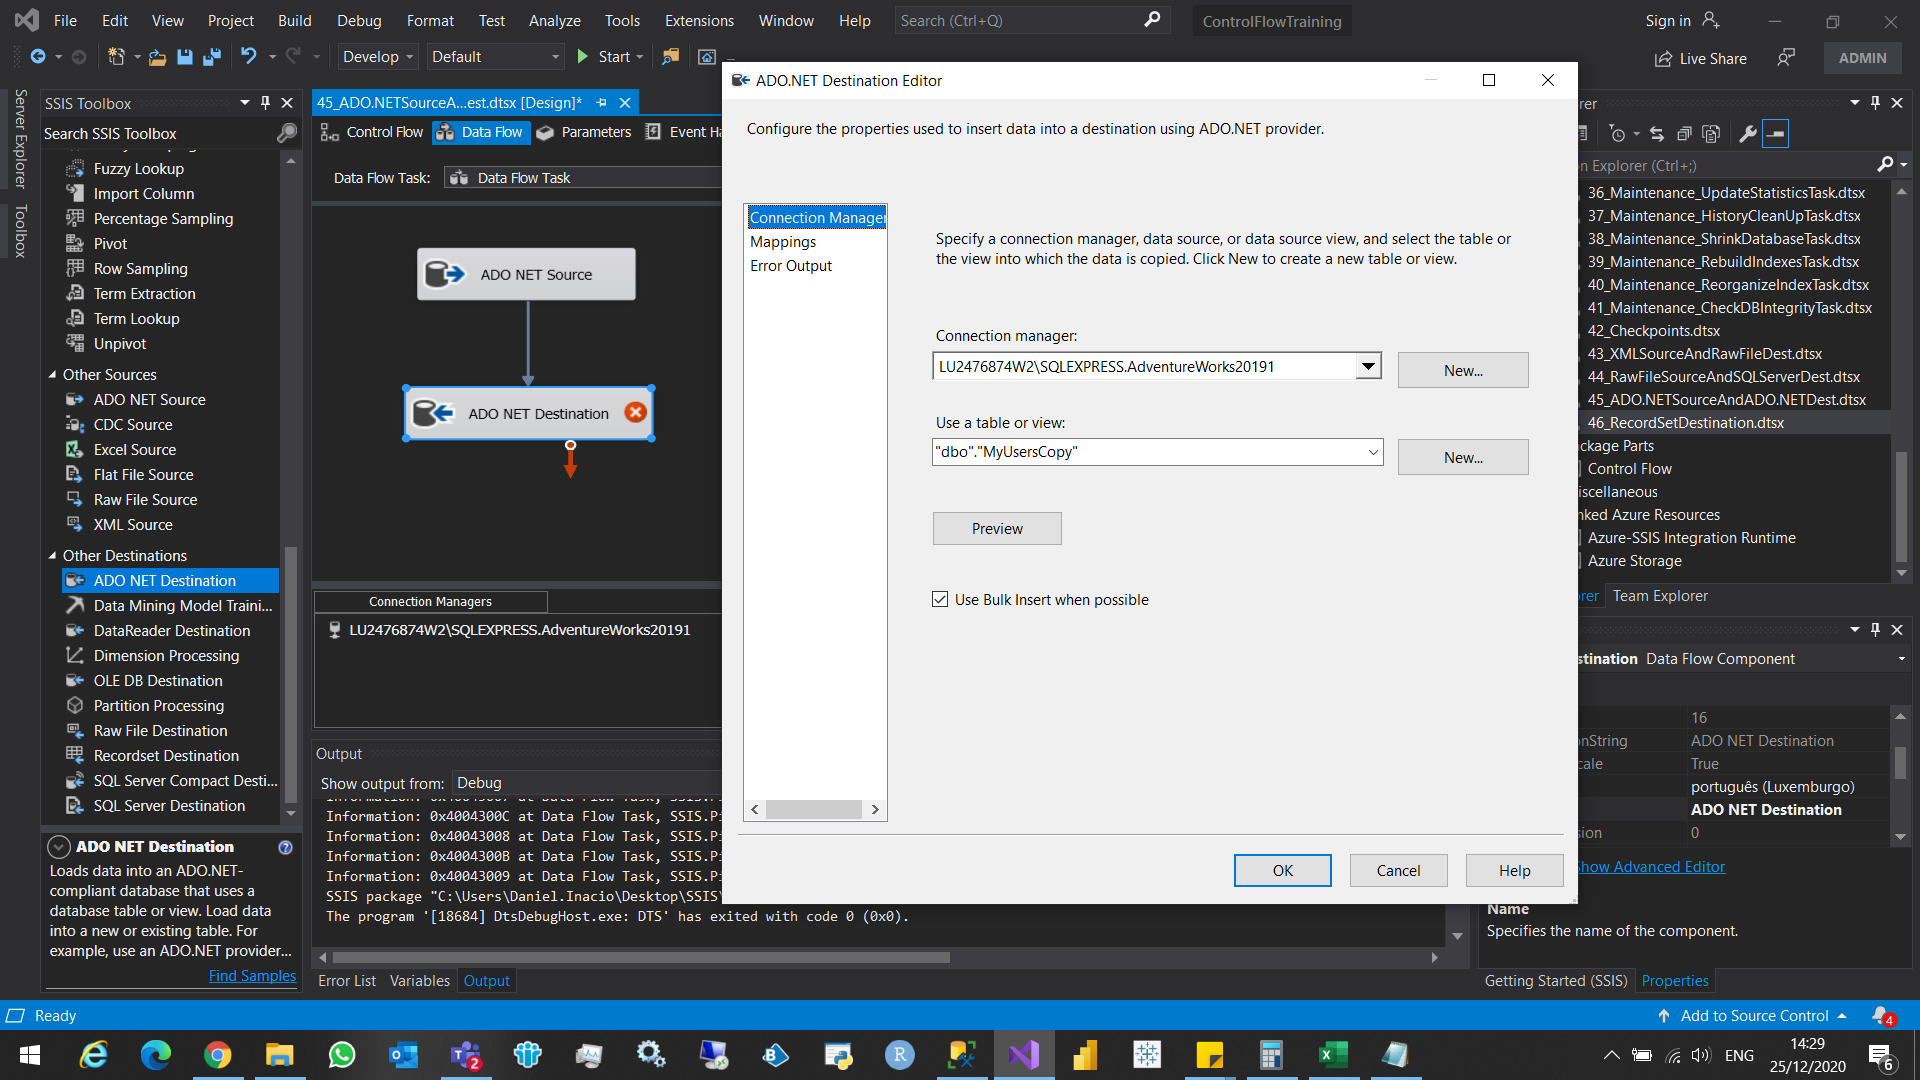 File Edit View Project Build Debug Format Test Analyze Tools Extensions Window Help Search (Ctrl+Q) ControlFlowTraining Sign in
Develop Default Start Live Share ADMIN
Server Explorer
Toolbox
SSIS Toolbox
Search SSIS Toolbox
Fuzzy Lookup
Import Column
Percentage Sampling
Pivot
Row Sampling
Term Extraction
Term Lookup
Unpivot
Other Sources
ADO NET Source
CDC Source
Excel Source
Flat File Source
Raw File Source
XML Source
Other Destinations
ADO NET Destination
Data Mining Model Traini...
DataReader Destination
Dimension Processing
OLE DB Destination
Partition Processing
Raw File Destination
Recordset Destination
SQL Server Compact Desti...
SQL Server Destination
ADO NET Destination
Loads data into an ADO.NET-
compliant database that uses a
database table or view. Load data
into a new or existing table. For
example, use an ADO.NET provider...
Find Samples
45_ADO.NETSourceA...est.dtsx [Design]*
Control Flow Data Flow Parameters Event Ha
Data Flow Task: Data Flow Task
ADO NET Source
ADO NET Destination
Connection Managers
LU2476874W2\SQLEXPRESS.AdventureWorks20191
Output
Show output from: Debug
Information: 0x4004300C at Data Flow Task, SSIS.Pi
Information: 0x40043008 at Data Flow Task, SSIS.Pi
Information: 0x4004300B at Data Flow Task, SSIS.Pi
Information: 0x40043009 at Data Flow Task, SSIS.Pi
SSIS package "C:\Users\Daniel.Inacio\Desktop\SSIS\
The program '[18684] DtsDebugHost.exe: DTS' has exited with code 0 (0x0).
Error List Variables Output
ADO.NET Destination Editor
Configure the properties used to insert data into a destination using ADO.NET provider.
Connection Manager
Mappings
Error Output
Specify a connection manager, data source, or data source view, and select the table or
the view into which the data is copied. Click New to create a new table or view.
Connection manager:
LU2476874W2\SQLEXPRESS.AdventureWorks20191 New...
Use a table or view:
"dbo"."MyUsersCopy" New...
Preview
Use Bulk Insert when possible
OK Cancel Help
rer
on Explorer (Ctrl+;)
36_Maintenance_UpdateStatisticsTask.dtsx
37_Maintenance_HistoryCleanUpTask.dtsx
38_Maintenance_ShrinkDatabaseTask.dtsx
39_Maintenance_RebuildIndexesTask.dtsx
40_Maintenance_ReorganizeIndexTask.dtsx
41_Maintenance_CheckDBIntegrityTask.dtsx
42_Checkpoints.dtsx
43_XMLSourceAndRawFileDest.dtsx
44_RawFileSourceAndSQLServerDest.dtsx
45_ADO.NETSourceAndADO.NETDest.dtsx
46_RecordSetDestination.dtsx
ckage Parts
Control Flow
iscellaneous
nked Azure Resources
Azure-SSIS Integration Runtime
Azure Storage
orer Team Explorer
stination Data Flow Component
16
onString ADO NET Destination
cale True
português (Luxemburgo)
ADO NET Destination
sion 0
Show Advanced Editor
Name
Specifies the name of the component.
Getting Started (SSIS) Properties
Ready Add to Source Control 4
2 ENG 14:29
25/12/2020 6